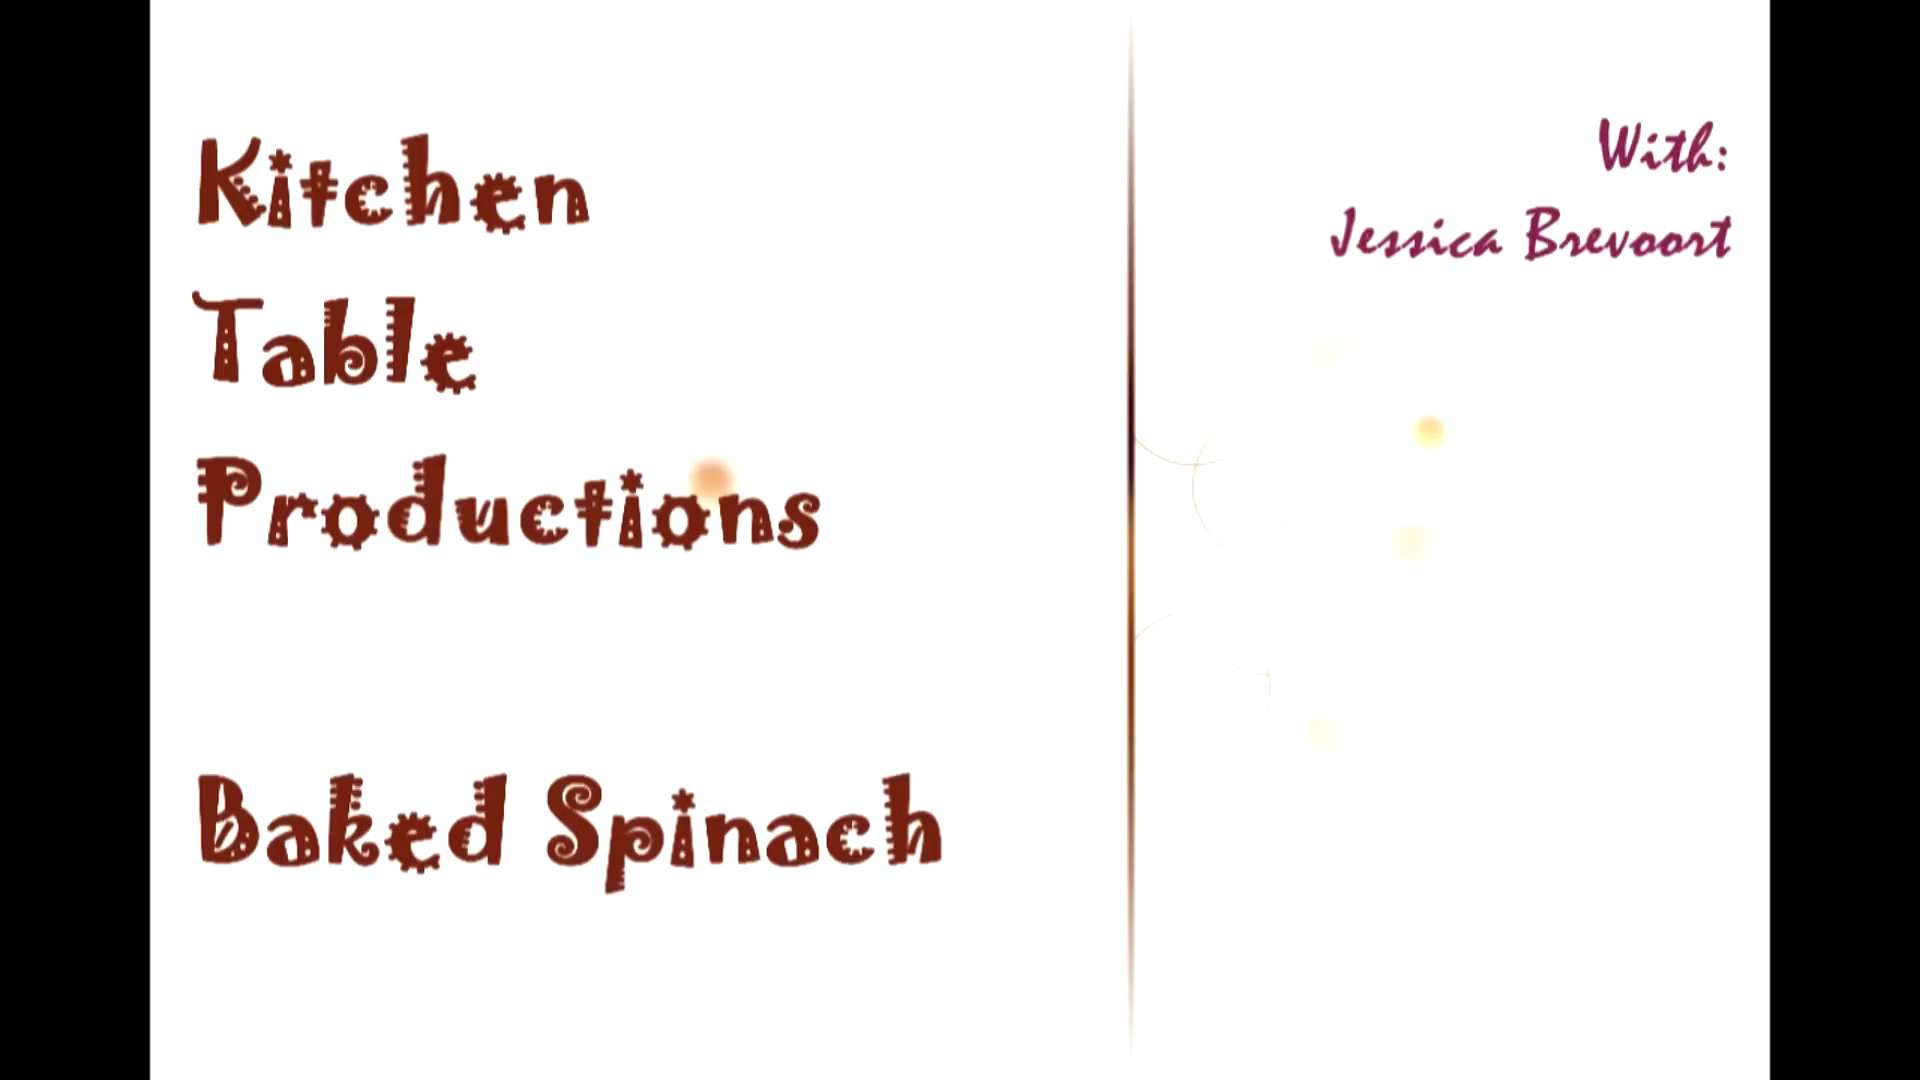 Kitchen
Table
Productions
Baked Spinach
With:
Jessica Brevoort